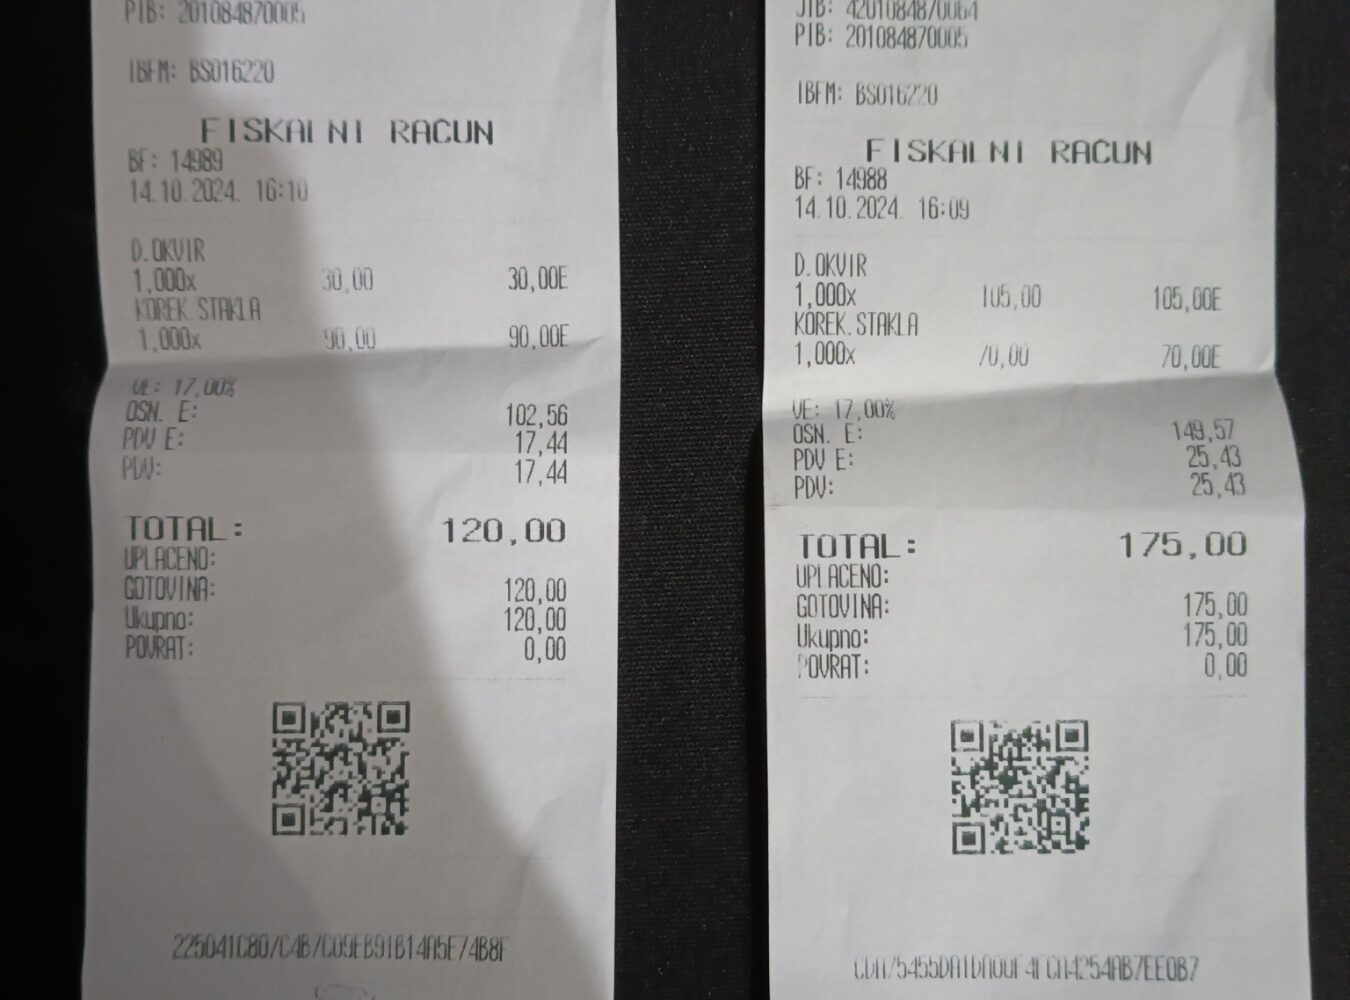 PIB: 201084870005
IBFM: BS016220
FISKALNI RACUN
BF: 14989
14.10.2024. 16:10
D.OKVIR
1,000x 30,00 30,00E
KOREK.STAKLA
1,000x 90,00 90,00E
VE: 17,00%
OSN. E: 102,56
PDV E: 17,44
PDV: 17,44
TOTAL: 120,00
UPLACENO:
GOTOVINA: 120,00
Ukupno: 120,00
POVRAT: 0,00
225041C807C4B7C09EB91B14A5E74B8F
JIB: 4201084870064
PIB: 201084870005
IBFM: BS016220
FISKALNI RACUN
BF: 14988
14.10.2024. 16:09
D.OKVIR
1,000x 105,00 105,00E
KOREK.STAKLA
1,000x 70,00 70,00E
VE: 17,00%
OSN. E: 149,57
PDV E: 25,43
PDV: 25,43
TOTAL: 175,00
UPLACENO:
GOTOVINA: 175,00
Ukupno: 175,00
POVRAT: 0,00